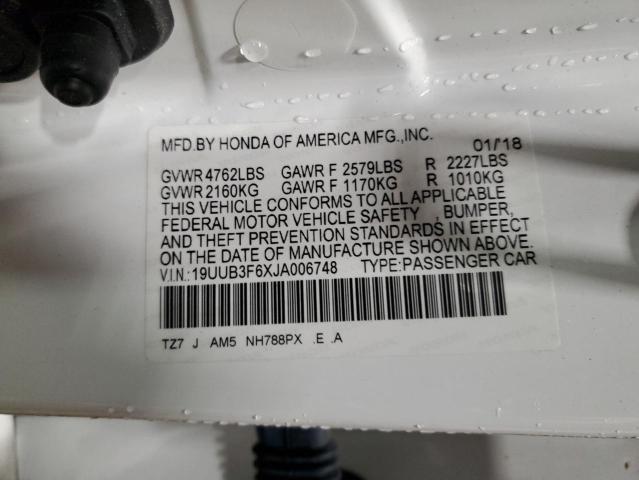 MFD.BY HONDA OF AMERICA MFG.,INC. 01/'18
GVWR 4762LBS GAWR F 2579LBS R 2227LBS
GVWR 2160KG GAWR F 1170KG R 1010KG
THIS VEHICLE CONFORMS TO ALL APPLICABLE
FEDERAL MOTOR VEHICLE SAFETY , BUMPER,
AND THEFT PREVENTION STANDARDS IN EFFECT
ON THE DATE OF MANUFACTURE SHOWN ABOVE.
V.I.N.:19UUB3F6XJA006748 TYPE:PASSENGER CAR
TZ7 J AM5 NH788PX .E .A